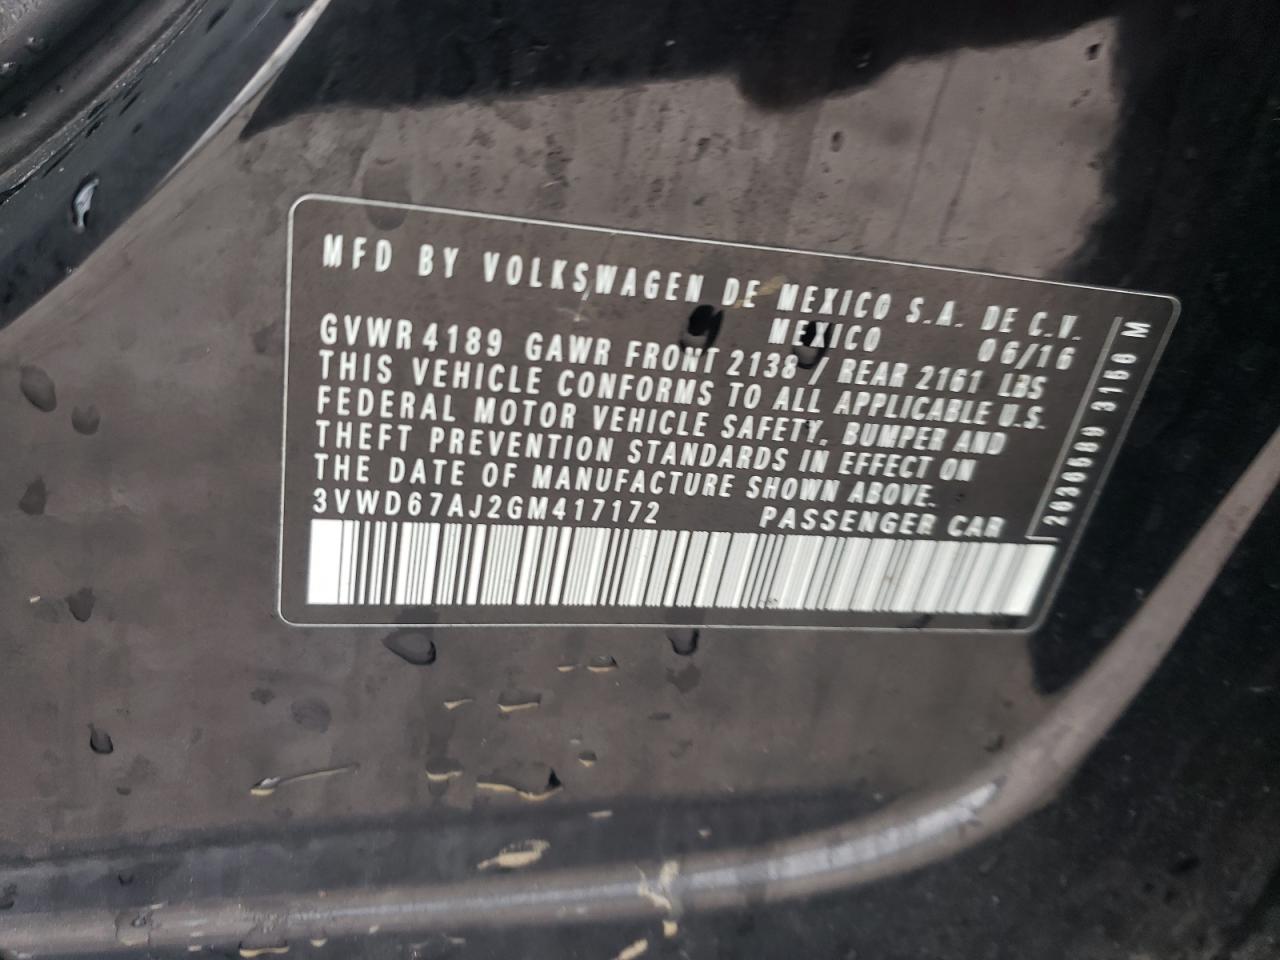 MFD BY VOLKSWAGEN DE MEXICO S.A. DE C.V.
MEXICO 06/16
GVWR 4189 GAWR FRONT 2138 / REAR 2161 LBS
THIS VEHICLE CONFORMS TO ALL APPLICABLE U.S.
FEDERAL MOTOR VEHICLE SAFETY, BUMPER AND
THEFT PREVENTION STANDARDS IN EFFECT ON
THE DATE OF MANUFACTURE SHOWN ABOVE.
3VWD67AJ2GM417172 PASSENGER CAR
M